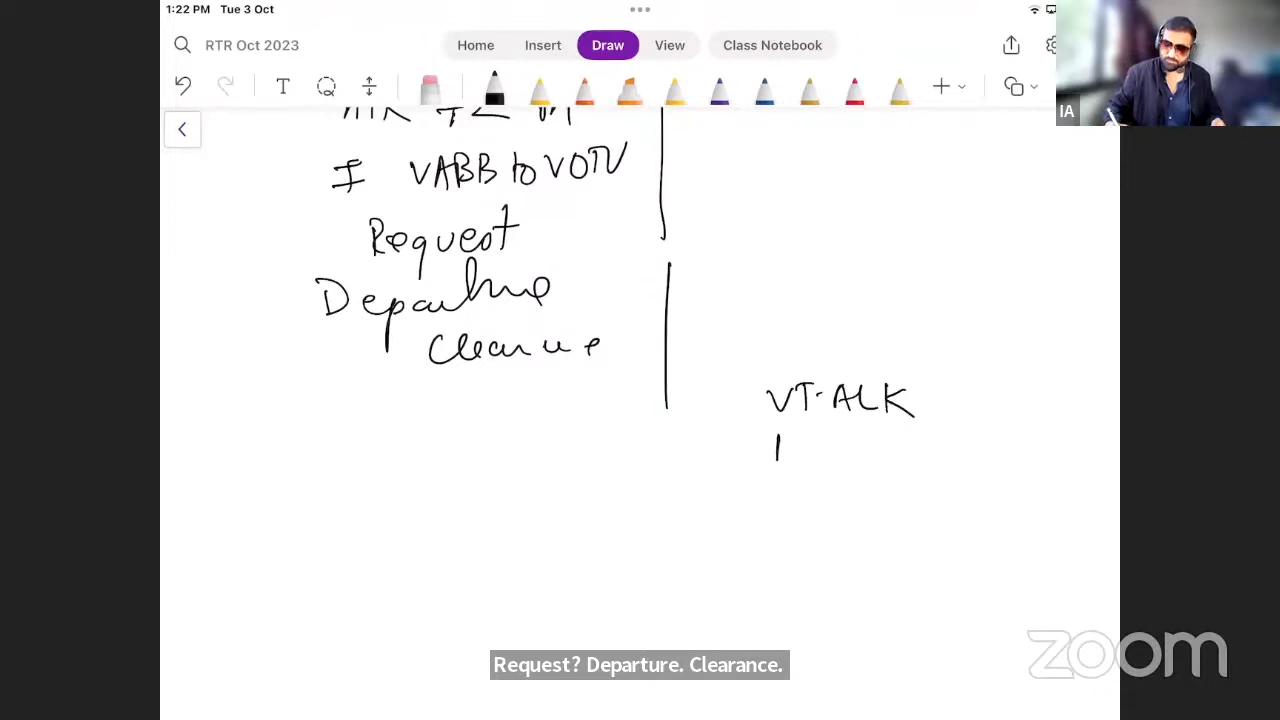 1:22 PM Tue 3 Oct
RTR Oct 2023
Home Insert Draw View Class Notebook
IA
I VABB to VOTV
Request
Departure
Clearance
VT-ALK
Request? Departure. Clearance.
zoom